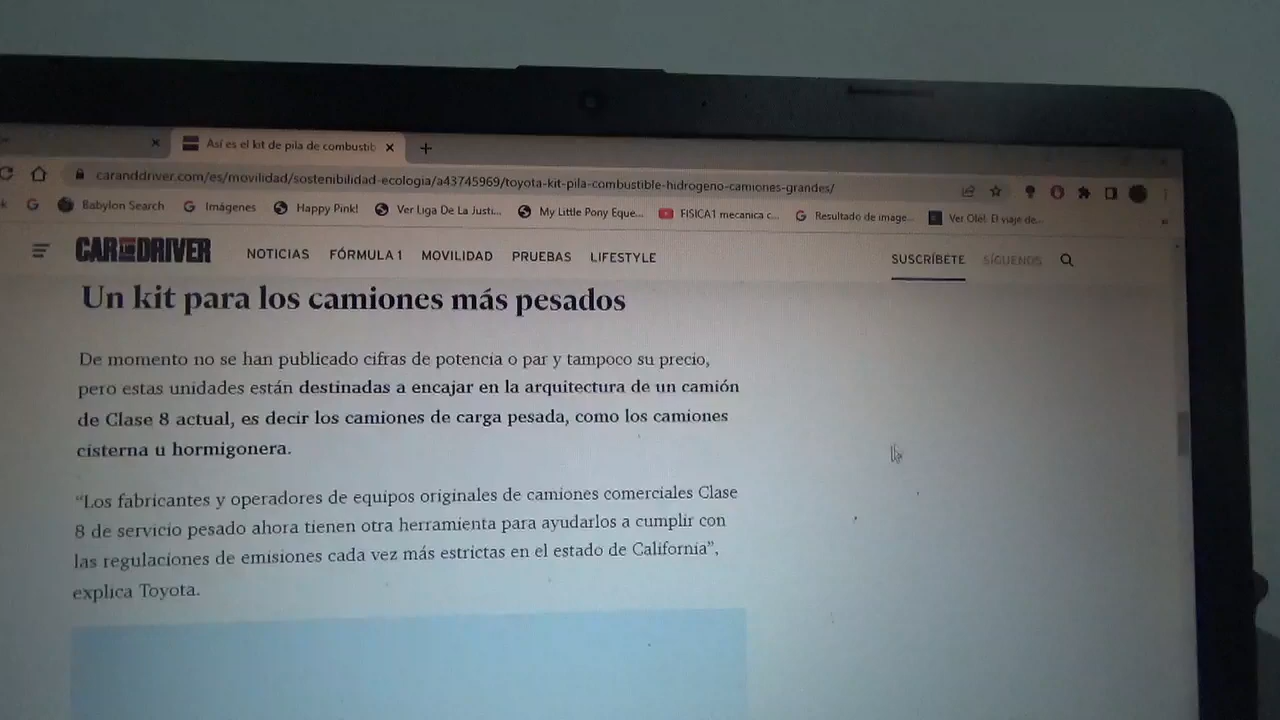 Así es el kit de pila de combustib
caranddriver.com/es/movilidad/sostenibilidad-ecologia/a43745969/toyota-kit-pila-combustible-hidrogeno-camiones-grandes/
k Babylon Search Imágenes Happy Pink! Ver Liga De La Justi... My Little Pony Eque... FISICA1 mecanica c... Resultado de image... Ver Olé!. El viaje de...
CAR AND DRIVER NOTICIAS FÓRMULA 1 MOVILIDAD PRUEBAS LIFESTYLE SUSCRÍBETE SÍGUENOS
Un kit para los camiones más pesados
De momento no se han publicado cifras de potencia o par y tampoco su precio,
pero estas unidades están destinadas a encajar en la arquitectura de un camión
de Clase 8 actual, es decir los camiones de carga pesada, como los camiones
cisterna u hormigonera.
“Los fabricantes y operadores de equipos originales de camiones comerciales Clase
8 de servicio pesado ahora tienen otra herramienta para ayudarlos a cumplir con
las regulaciones de emisiones cada vez más estrictas en el estado de California”,
explica Toyota.